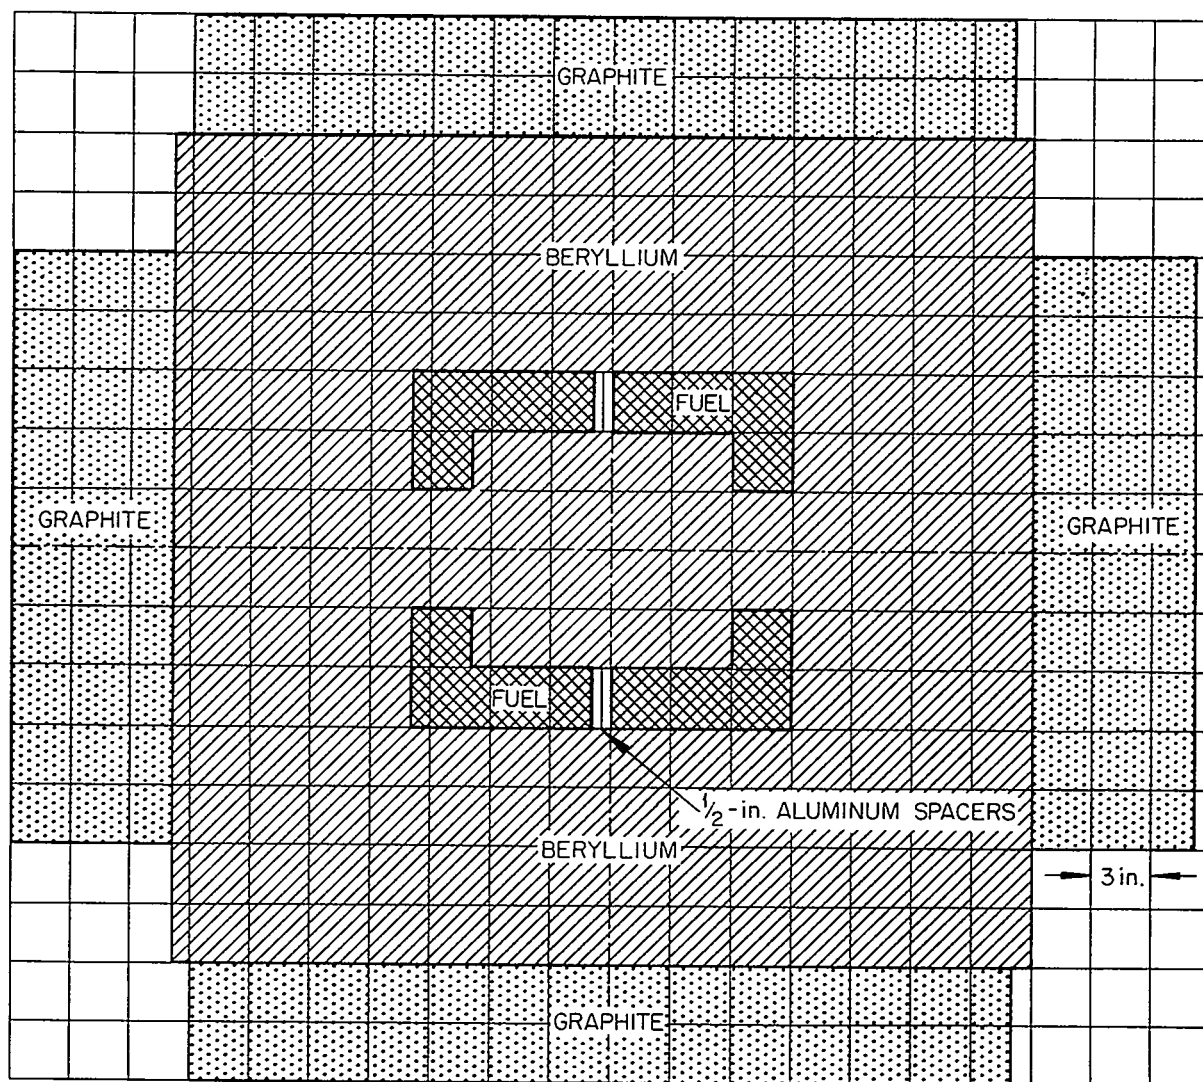 GRAPHITE
BERYLLIUM
FUEL
GRAPHITE
GRAPHITE
FUEL
½-in. ALUMINUM SPACERS
BERYLLIUM
3 in.
GRAPHITE